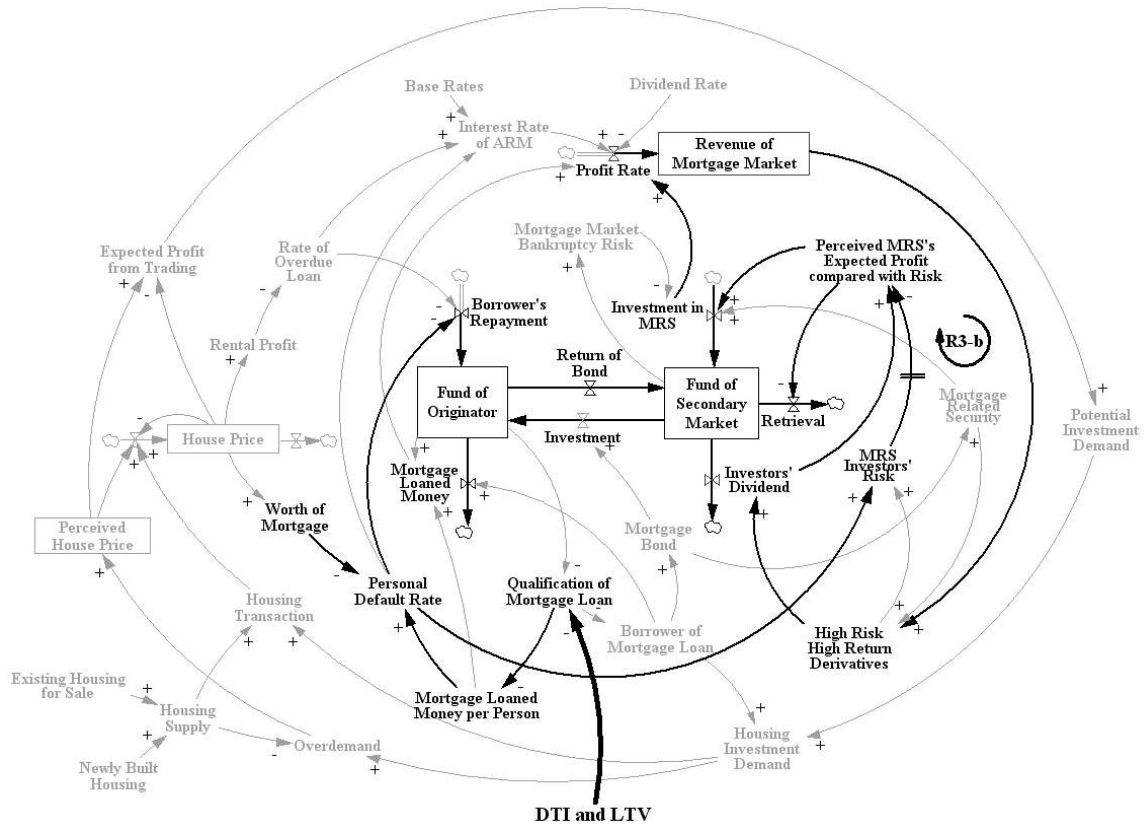 Base Rates
Dividend Rate
Interest Rate
of ARM
Revenue of
Mortgage Market
Profit Rate
Expected Profit
from Trading
Rate of
Overdue
Loan
Mortgage Market
Bankruptcy Risk
Perceived MRS's
Expected Profit
compared with Risk
Borrower's
Repayment
Investment in
MRS
R3-b
Rental Profit
Return of
Bond
Fund of
Originator
Fund of
Secondary
Market
Retrieval
Mortgage
Related
Security
Potential
Investment
Demand
House Price
Investment
Mortgage
Loaned
Money
Investors'
Dividend
MRS
Investors'
Risk
Worth of
Mortgage
Perceived
House Price
Mortgage
Bond
Personal
Default Rate
Qualification of
Mortgage Loan
Housing
Transaction
Borrower of
Mortgage Loan
High Risk
High Return
Derivatives
Existing Housing
for Sale
Mortgage Loaned
Money per Person
Housing
Supply
Overdemand
Housing
Investment
Demand
Newly Built
Housing
DTI and LTV